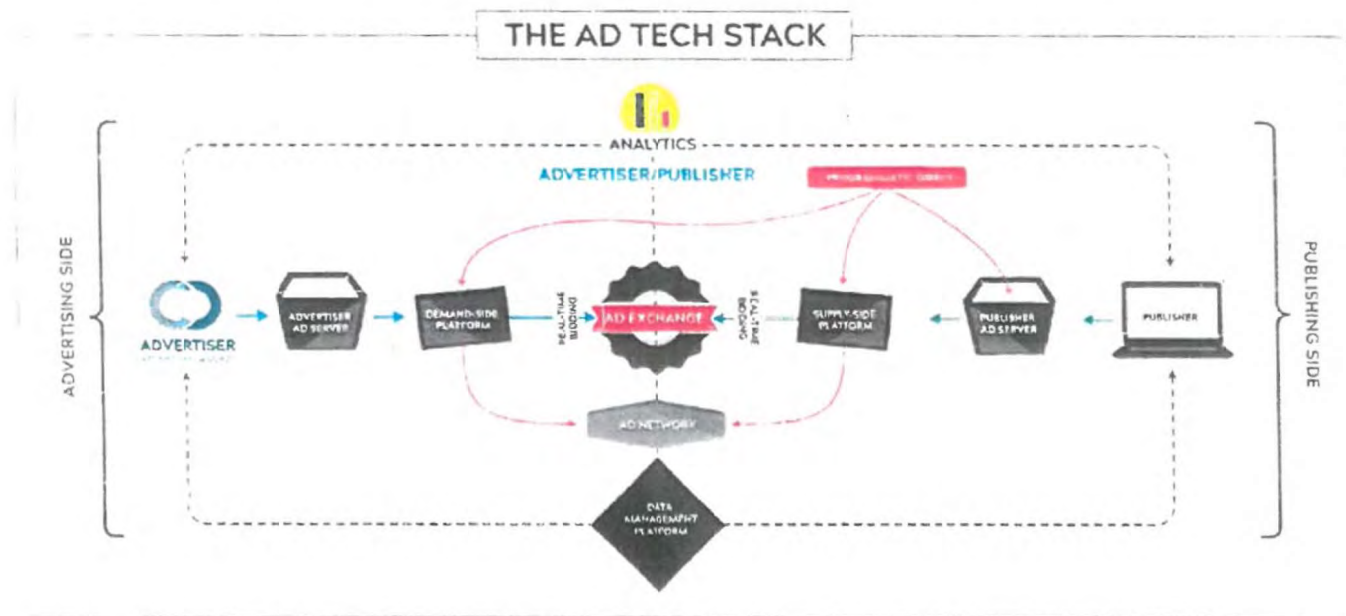 THE AD TECH STACK
ANALYTICS
ADVERTISER/PUBLISHER
ADVERTISING SIDE
PUBLISHING SIDE
ADVERTISER
ADVERTISER
AD SERVER
DEMAND-SIDE
PLATFORM
REAL-TIME
BIDDING
AD EXCHANGE
REAL-TIME
BIDDING
SUPPLY-SIDE
PLATFORM
PUBLISHER
AD SERVER
PUBLISHER
AD NETWORK
DATA
MANAGEMENT
PLATFORM